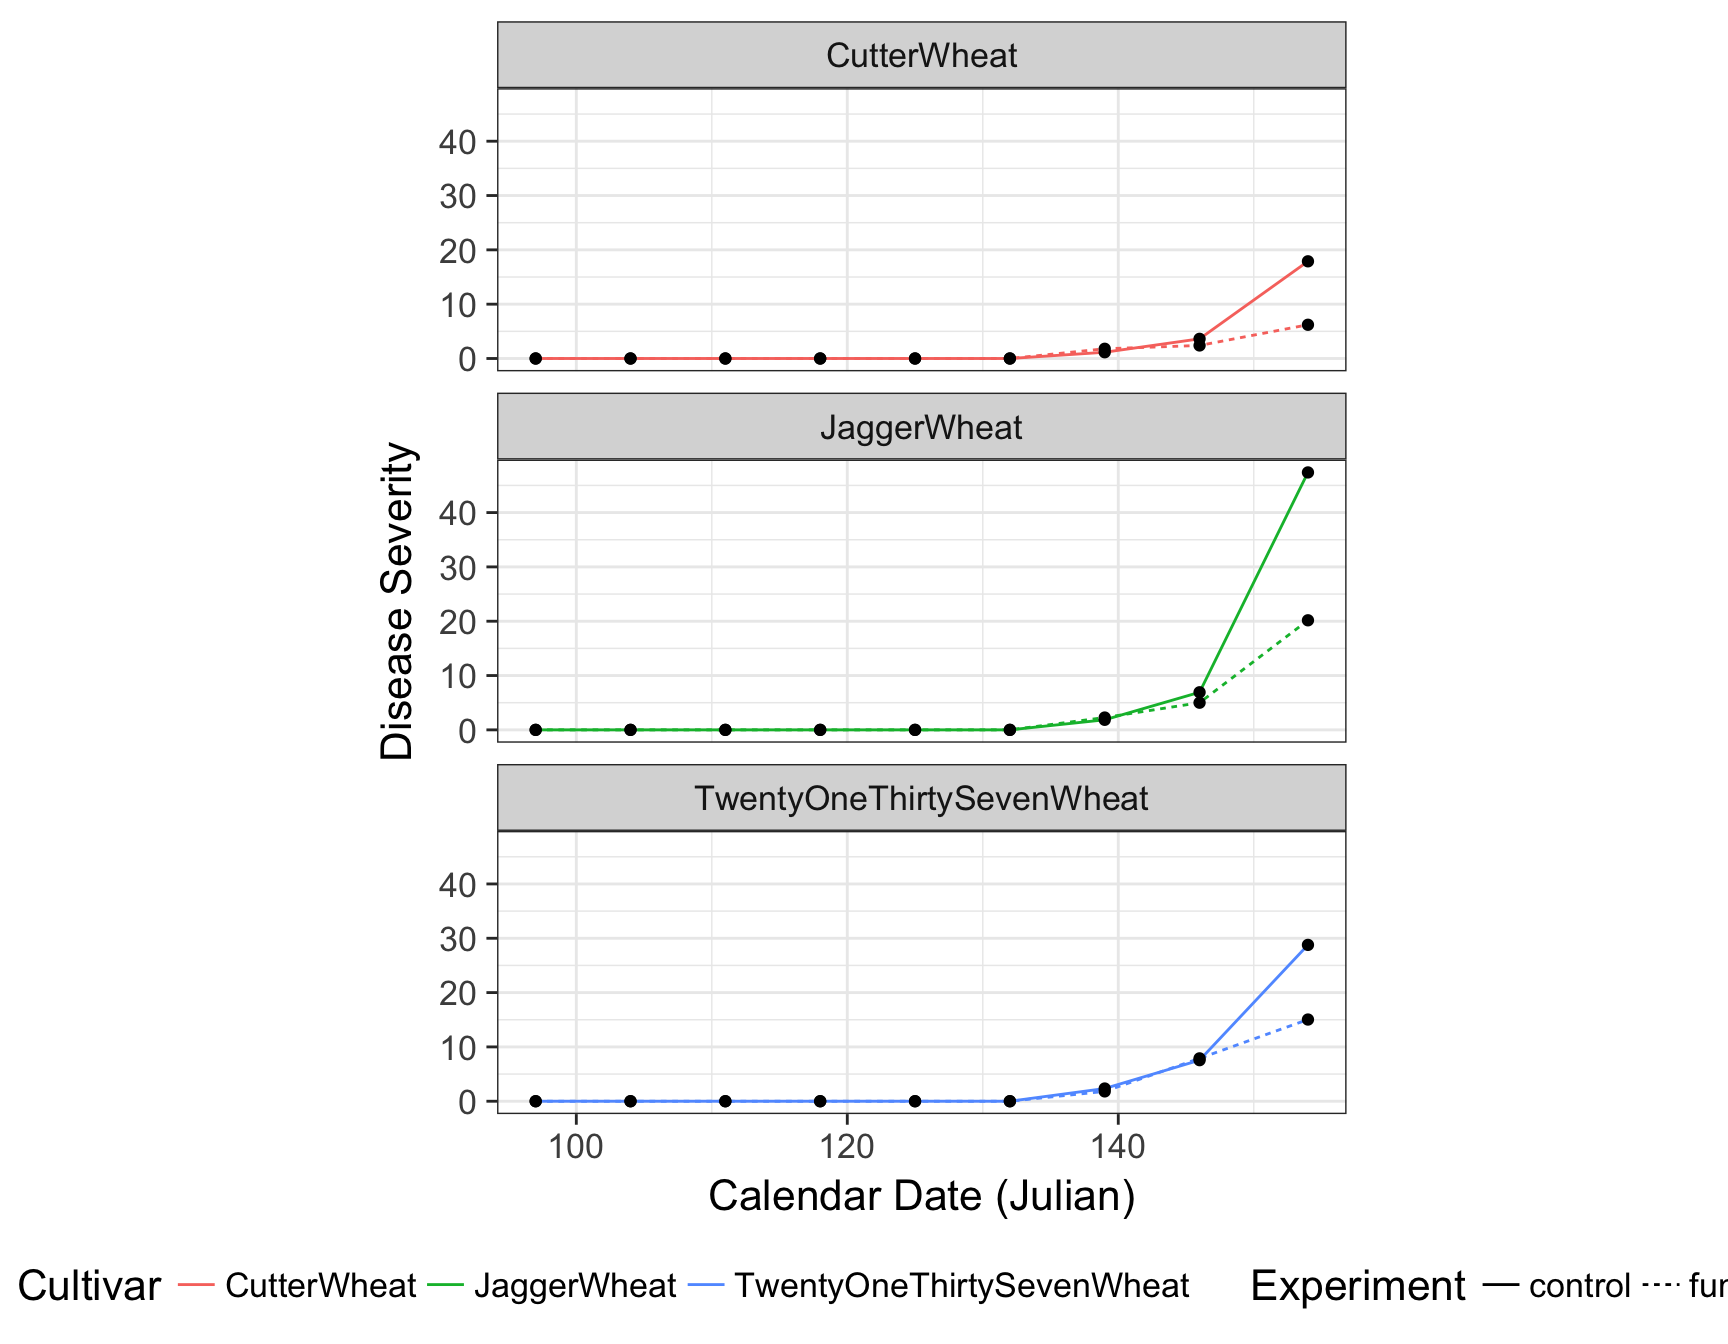 CutterWheat
40
30
20
10
0
JaggerWheat
40
30
20
10
0
Disease Severity
TwentyOneThirtySevenWheat
40
30
20
10
0
100 120 140
Calendar Date (Julian)
Cultivar CutterWheat JaggerWheat TwentyOneThirtySevenWheat Experiment control